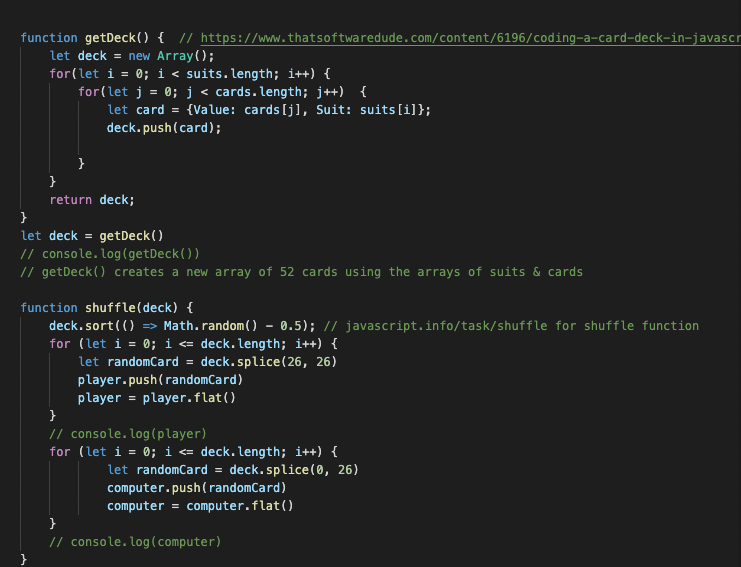 function getDeck() {  // https://www.thatsoftwaredude.com/content/6196/coding-a-card-deck-in-javascr
    let deck = new Array();
    for(let i = 0; i < suits.length; i++) {
        for(let j = 0; j < cards.length; j++)  {
            let card = {Value: cards[j], Suit: suits[i]};
            deck.push(card);
        }
    }
    return deck;
}
let deck = getDeck()
// console.log(getDeck())
// getDeck() creates a new array of 52 cards using the arrays of suits & cards
function shuffle(deck) {
    deck.sort(() => Math.random() - 0.5); // javascript.info/task/shuffle for shuffle function
    for (let i = 0; i <= deck.length; i++) {
        let randomCard = deck.splice(26, 26)
        player.push(randomCard)
        player = player.flat()
    }
    // console.log(player)
    for (let i = 0; i <= deck.length; i++) {
            let randomCard = deck.splice(0, 26)
            computer.push(randomCard)
            computer = computer.flat()
    }
    // console.log(computer)
}